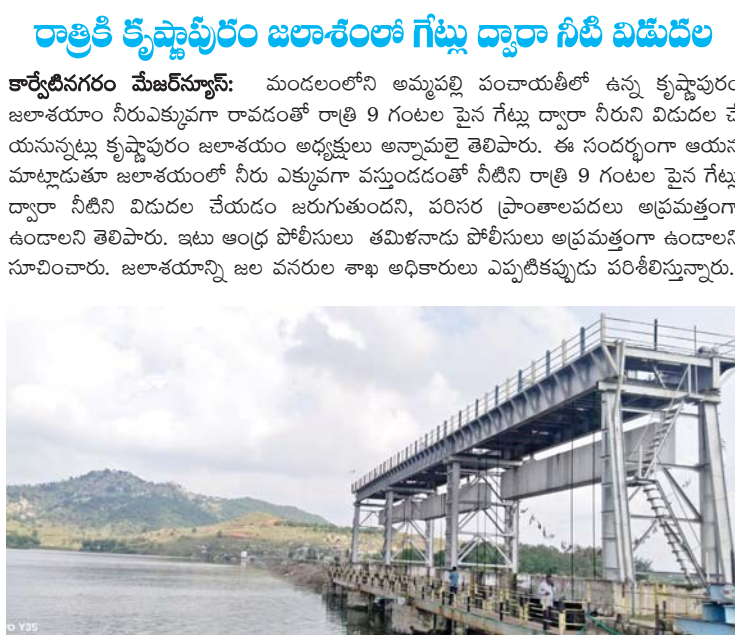 రాత్రికి కృష్ణాపురం జలాశంలో గేట్లు ద్వారా నీటి విడుదల
కార్వేటినగరం మేజర్‌న్యూస్: మండలంలోని అమ్మపల్లి పంచాయతీలో ఉన్న కృష్ణాపురం
జలాశయాం నీరుఎక్కువగా రావడంతో రాత్రి 9 గంటల పైన గేట్లు ద్వారా నీరుని విడుదల చే
యనున్నట్లు కృష్ణాపురం జలాశయం అధ్యక్షులు అన్నామలై తెలిపారు. ఈ సందర్భంగా ఆయన
మాట్లాడుతూ జలాశయంలో నీరు ఎక్కువగా వస్తుండడంతో నీటిని రాత్రి 9 గంటల పైన గేట్లు
ద్వారా నీటిని విడుదల చేయడం జరుగుతుందని, పరిసర ప్రాంతాలపదలు అప్రమత్తంగా
ఉండాలని తెలిపారు. ఇటు ఆంధ్ర పోలీసులు తమిళనాడు పోలీసులు అప్రమత్తంగా ఉండాలని
సూచించారు. జలాశయాన్ని జల వనరుల శాఖ అధికారులు ఎప్పటికప్పుడు పరిశీలిస్తున్నారు.
o Y35